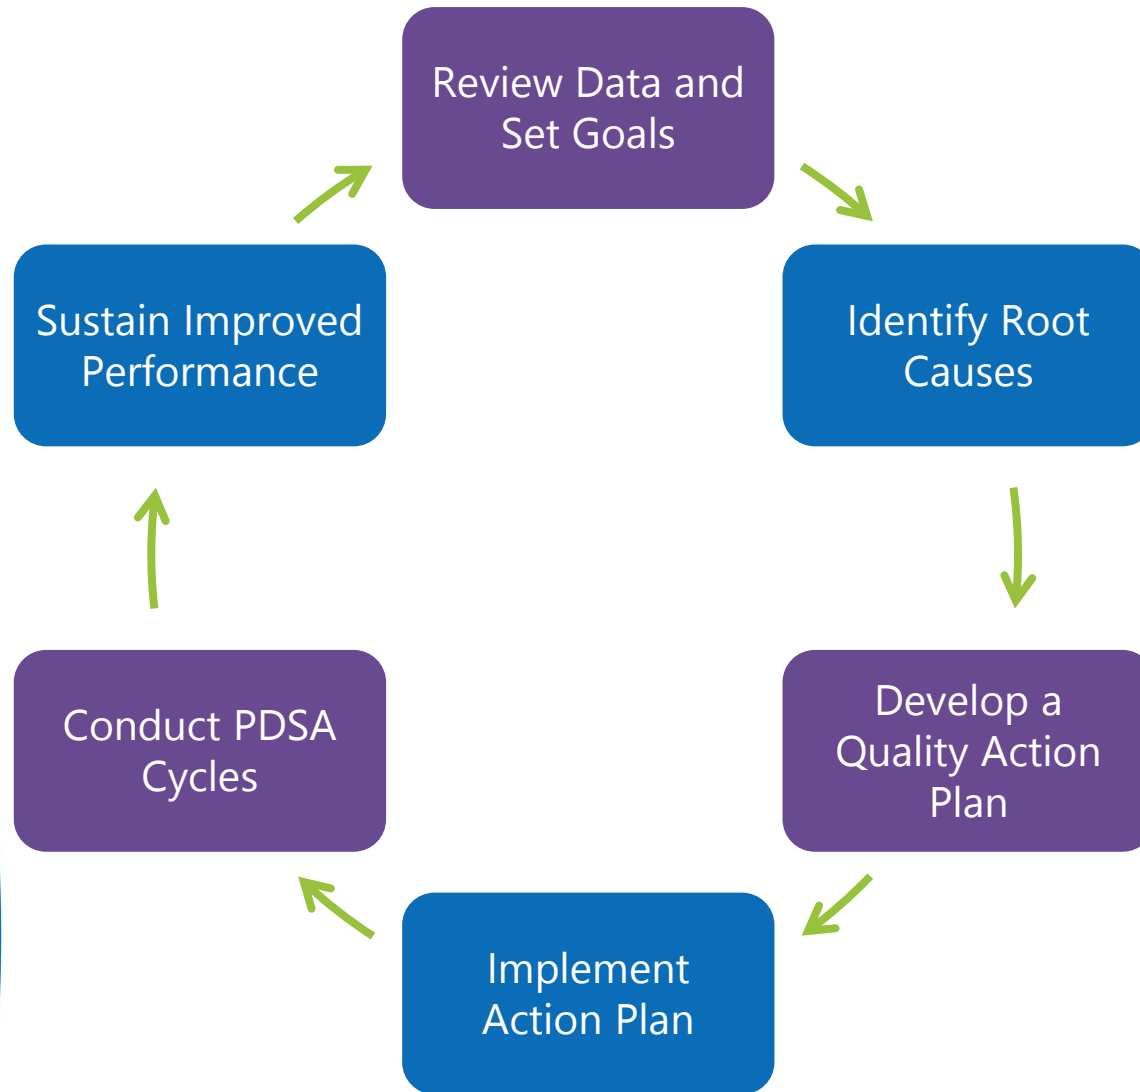 Review Data and
Set Goals
Identify Root
Causes
Develop a
Quality Action
Plan
Implement
Action Plan
Conduct PDSA
Cycles
Sustain Improved
Performance